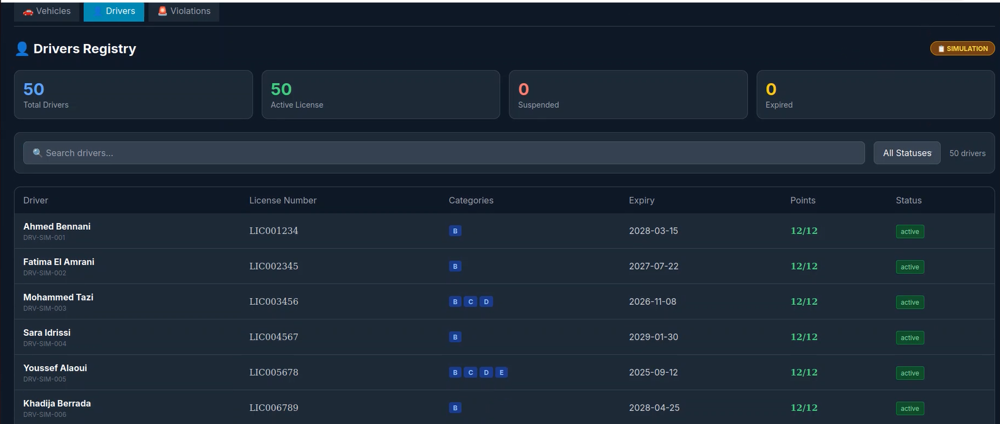 🚗 Vehicles
👤 Drivers
🚨 Violations
👤 Drivers Registry
📋 SIMULATION
50
Total Drivers
50
Active License
0
Suspended
0
Expired
🔍 Search drivers...
All Statuses
50 drivers
Driver License Number Categories Expiry Points Status
Ahmed Bennani LIC001234 B 2028-03-15 12/12 active
DRV-SIM-001
Fatima El Amrani LIC002345 B 2027-07-22 12/12 active
DRV-SIM-002
Mohammed Tazi LIC003456 B C D 2026-11-08 12/12 active
DRV-SIM-003
Sara Idrissi LIC004567 B 2029-01-30 12/12 active
DRV-SIM-004
Youssef Alaoui LIC005678 B C D E 2025-09-12 12/12 active
DRV-SIM-005
Khadija Berrada LIC006789 B 2028-04-25 12/12 active
DRV-SIM-006